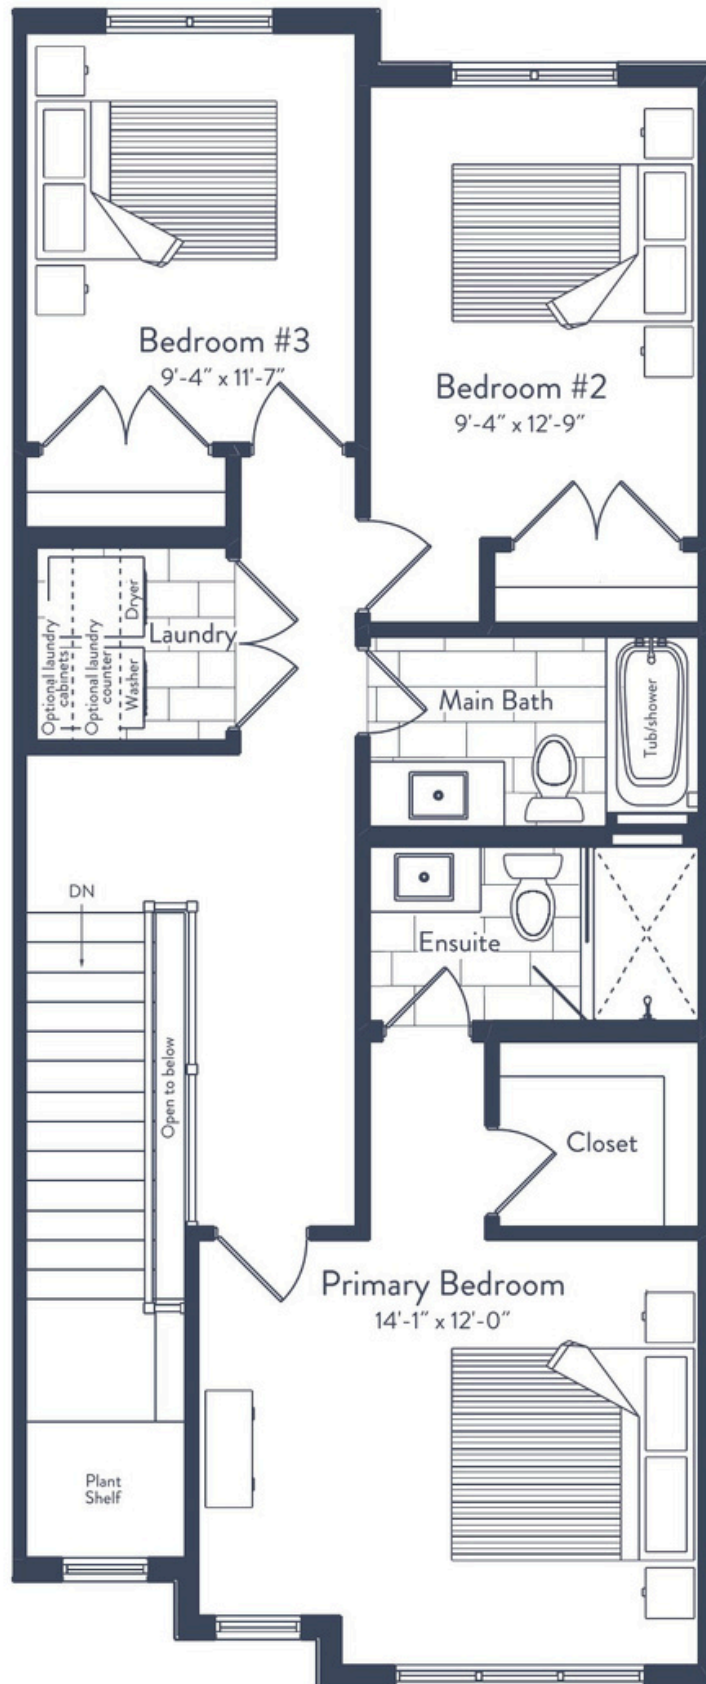 Bedroom #3
9'-4″ x 11'-7″
Bedroom #2
9'-4″ x 12'-9″
Optional laundry
cabinets
Optional laundry
counter
Dryer
Washer
Laundry
Main Bath
Tub/shower
DN
Ensuite
Open to below
Closet
Primary Bedroom
14'-1″ x 12'-0″
Plant
Shelf